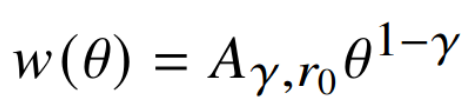 w(θ) = A_{γ,r_0} θ^{1−γ}